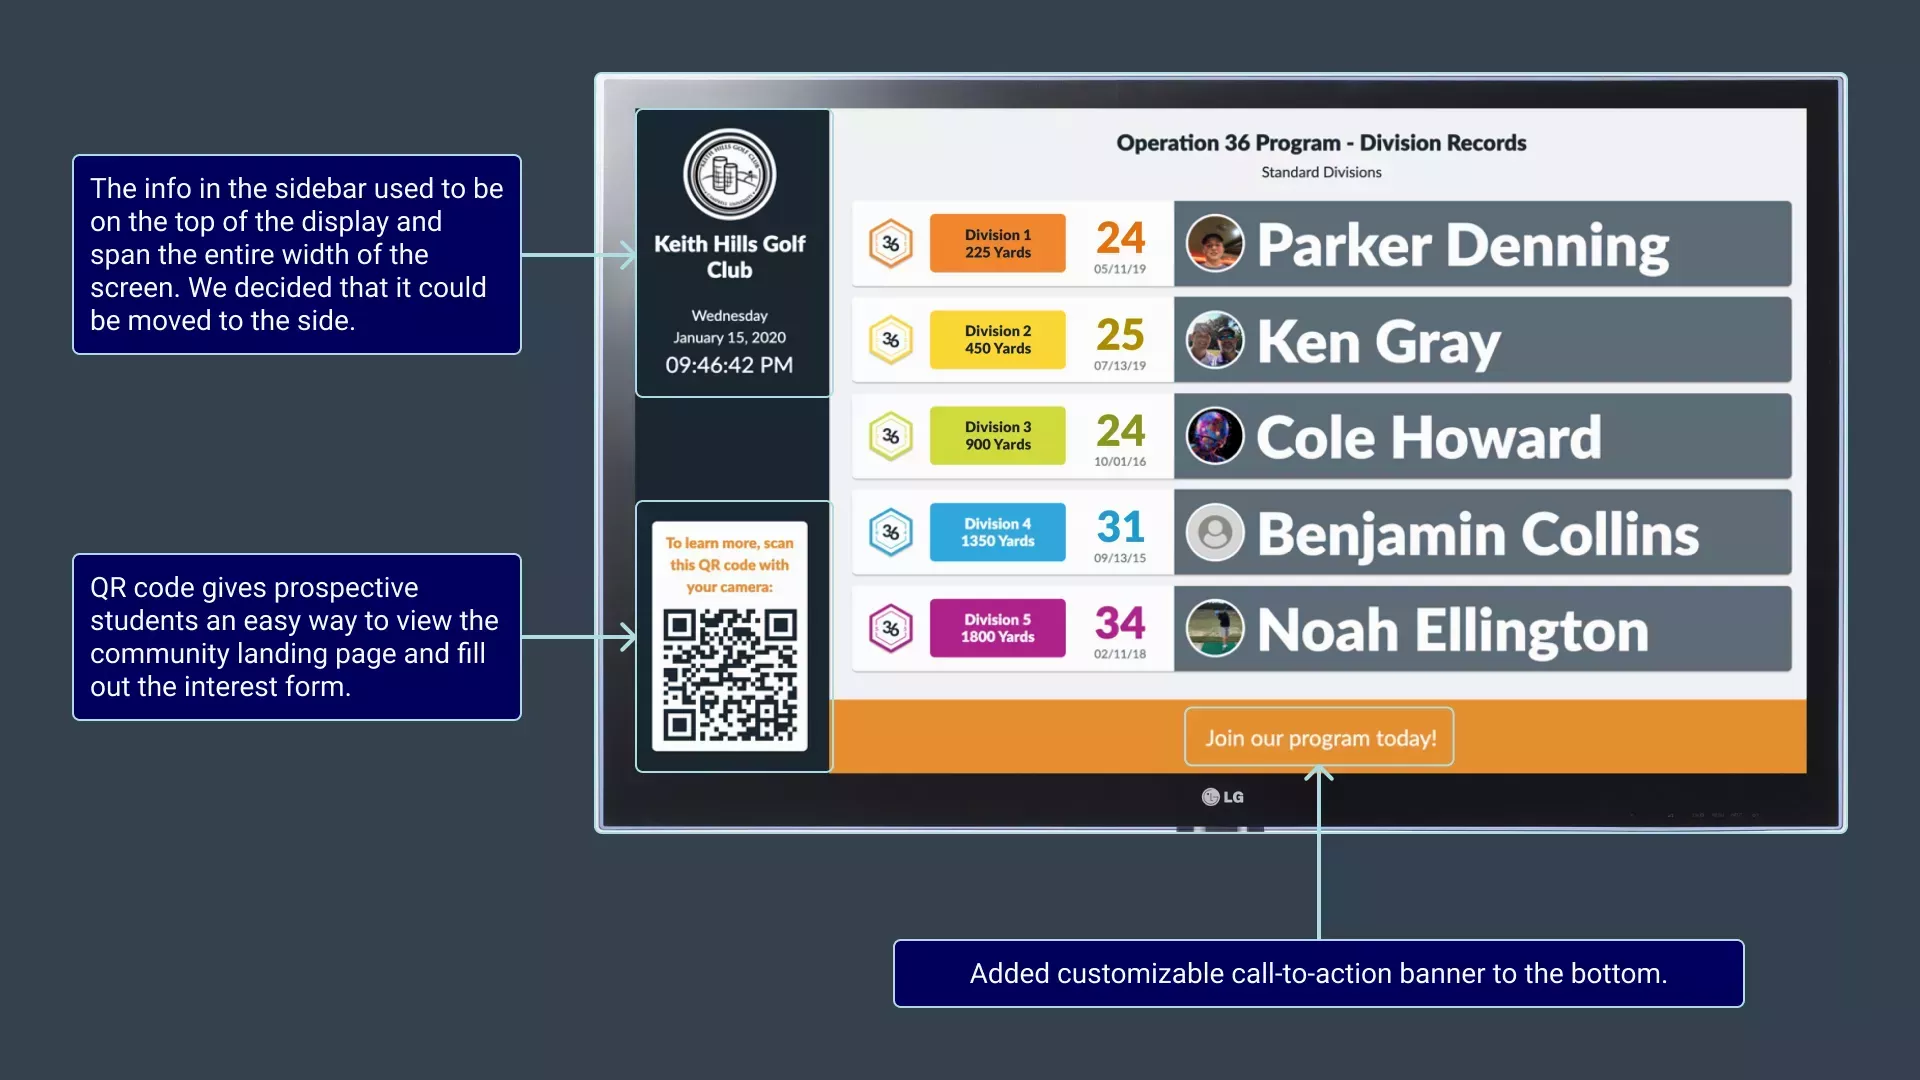 The info in the sidebar used to be
on the top of the display and
span the entire width of the
screen. We decided that it could
be moved to the side.
QR code gives prospective
students an easy way to view the
community landing page and fill
out the interest form.
KEITH HILLS GOLF CLUB
Keith Hills Golf
Club
Wednesday
January 15, 2020
09:46:42 PM
To learn more, scan
this QR code with
your camera:
Operation 36 Program - Division Records
Standard Divisions
36
Division 1
225 Yards
24
05/11/19
Parker Denning
36
Division 2
450 Yards
25
07/13/19
Ken Gray
36
Division 3
900 Yards
24
10/01/16
Cole Howard
36
Division 4
1350 Yards
31
09/13/15
Benjamin Collins
36
Division 5
1800 Yards
34
02/11/18
Noah Ellington
Join our program today!
LG
Added customizable call-to-action banner to the bottom.